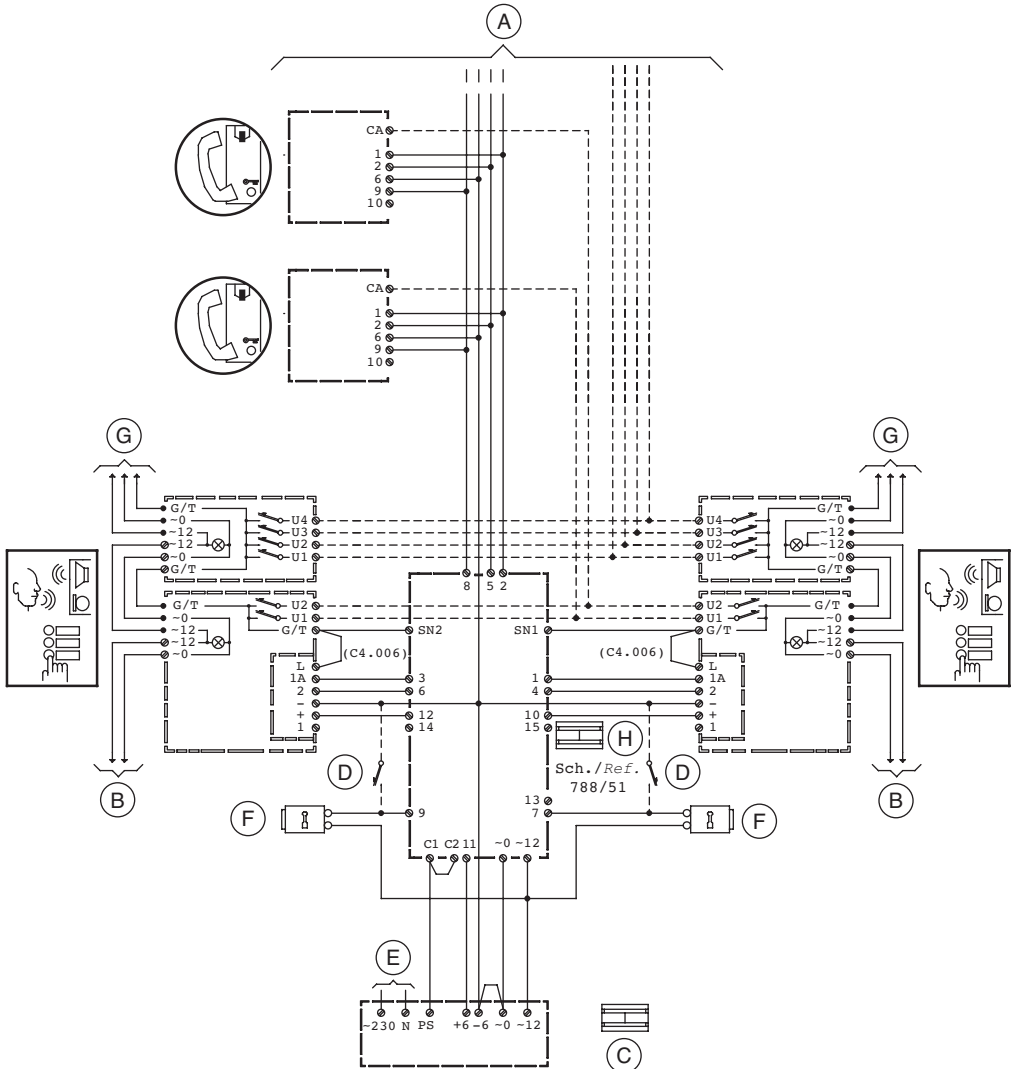 A
CA
1
2
6
9
10
CA
1
2
6
9
10
G
G
G/T
~0
~12
~12
~0
G/T
U4
U3
U2
U1
U4
U3
U2
U1
G/T
~0
~12
~12
~0
G/T
8 5 2
G/T
~0
~12
~12
~0
U2
U1
G/T
U2
U1
G/T
G/T
~0
~12
~12
~0
SN2
SN1
(C4.006)
(C4.006)
L
1A
2
-
+
1
3
6
12
14
1
4
10
15
L
1A
2
-
+
1
H
Sch./Ref.
788/51
D
D
B
B
13
9
7
F
F
C1 C2 11 ~0 ~12
E
~230 N PS +6 -6 ~0 ~12
C